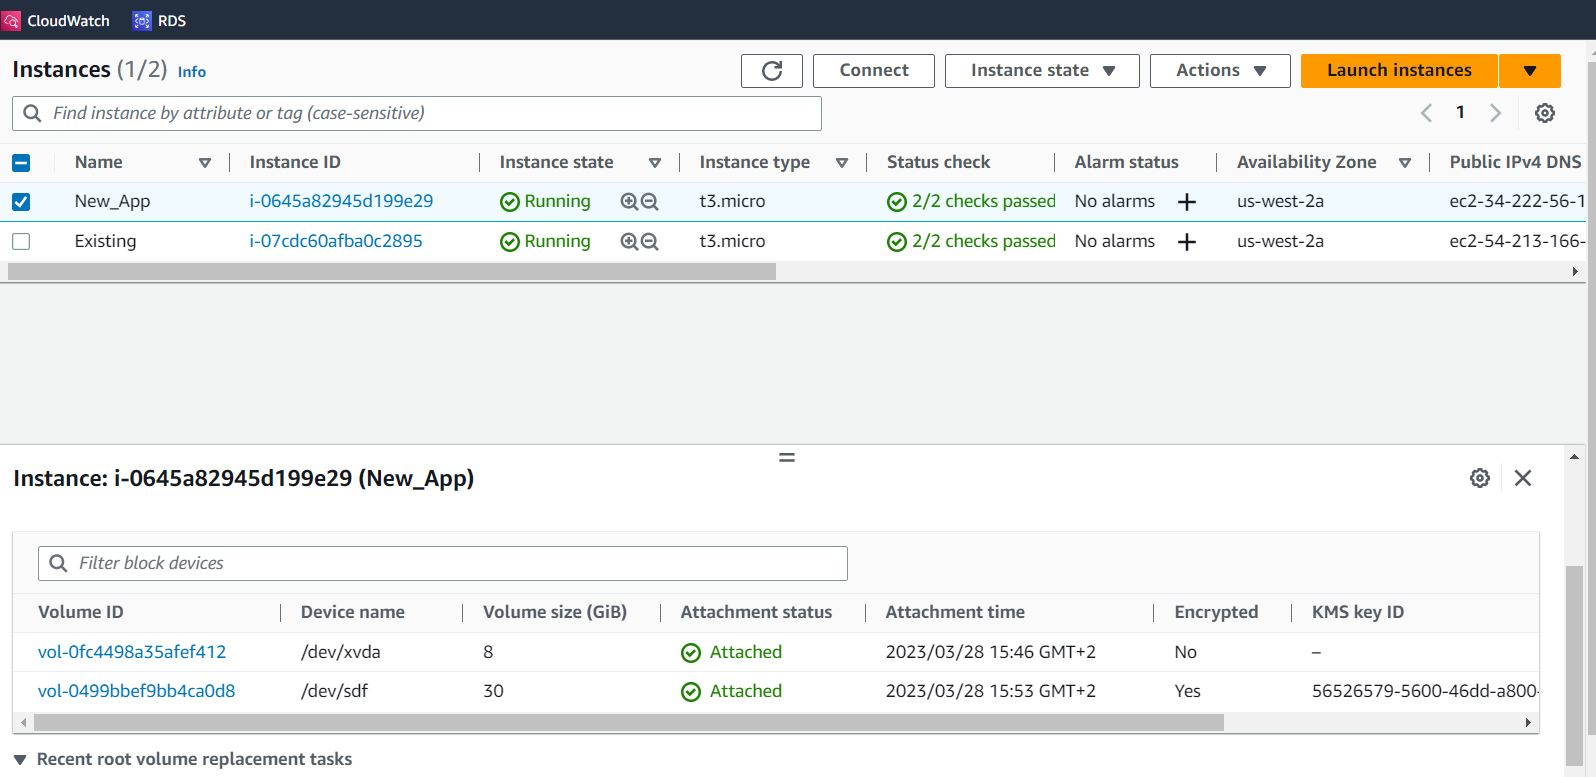 CloudWatch RDS
Instances (1/2) Info Connect Instance state Actions Launch instances
Find instance by attribute or tag (case-sensitive) 1
Name Instance ID Instance state Instance type Status check Alarm status Availability Zone Public IPv4 DNS
New_App i-0645a82945d199e29 Running t3.micro 2/2 checks passed No alarms us-west-2a ec2-34-222-56-1
Existing i-07cdc60afba0c2895 Running t3.micro 2/2 checks passed No alarms us-west-2a ec2-54-213-166-
Instance: i-0645a82945d199e29 (New_App)
Filter block devices
Volume ID Device name Volume size (GiB) Attachment status Attachment time Encrypted KMS key ID
vol-0fc4498a35afef412 /dev/xvda 8 Attached 2023/03/28 15:46 GMT+2 No –
vol-0499bbef9bb4ca0d8 /dev/sdf 30 Attached 2023/03/28 15:53 GMT+2 Yes 56526579-5600-46dd-a800-
Recent root volume replacement tasks